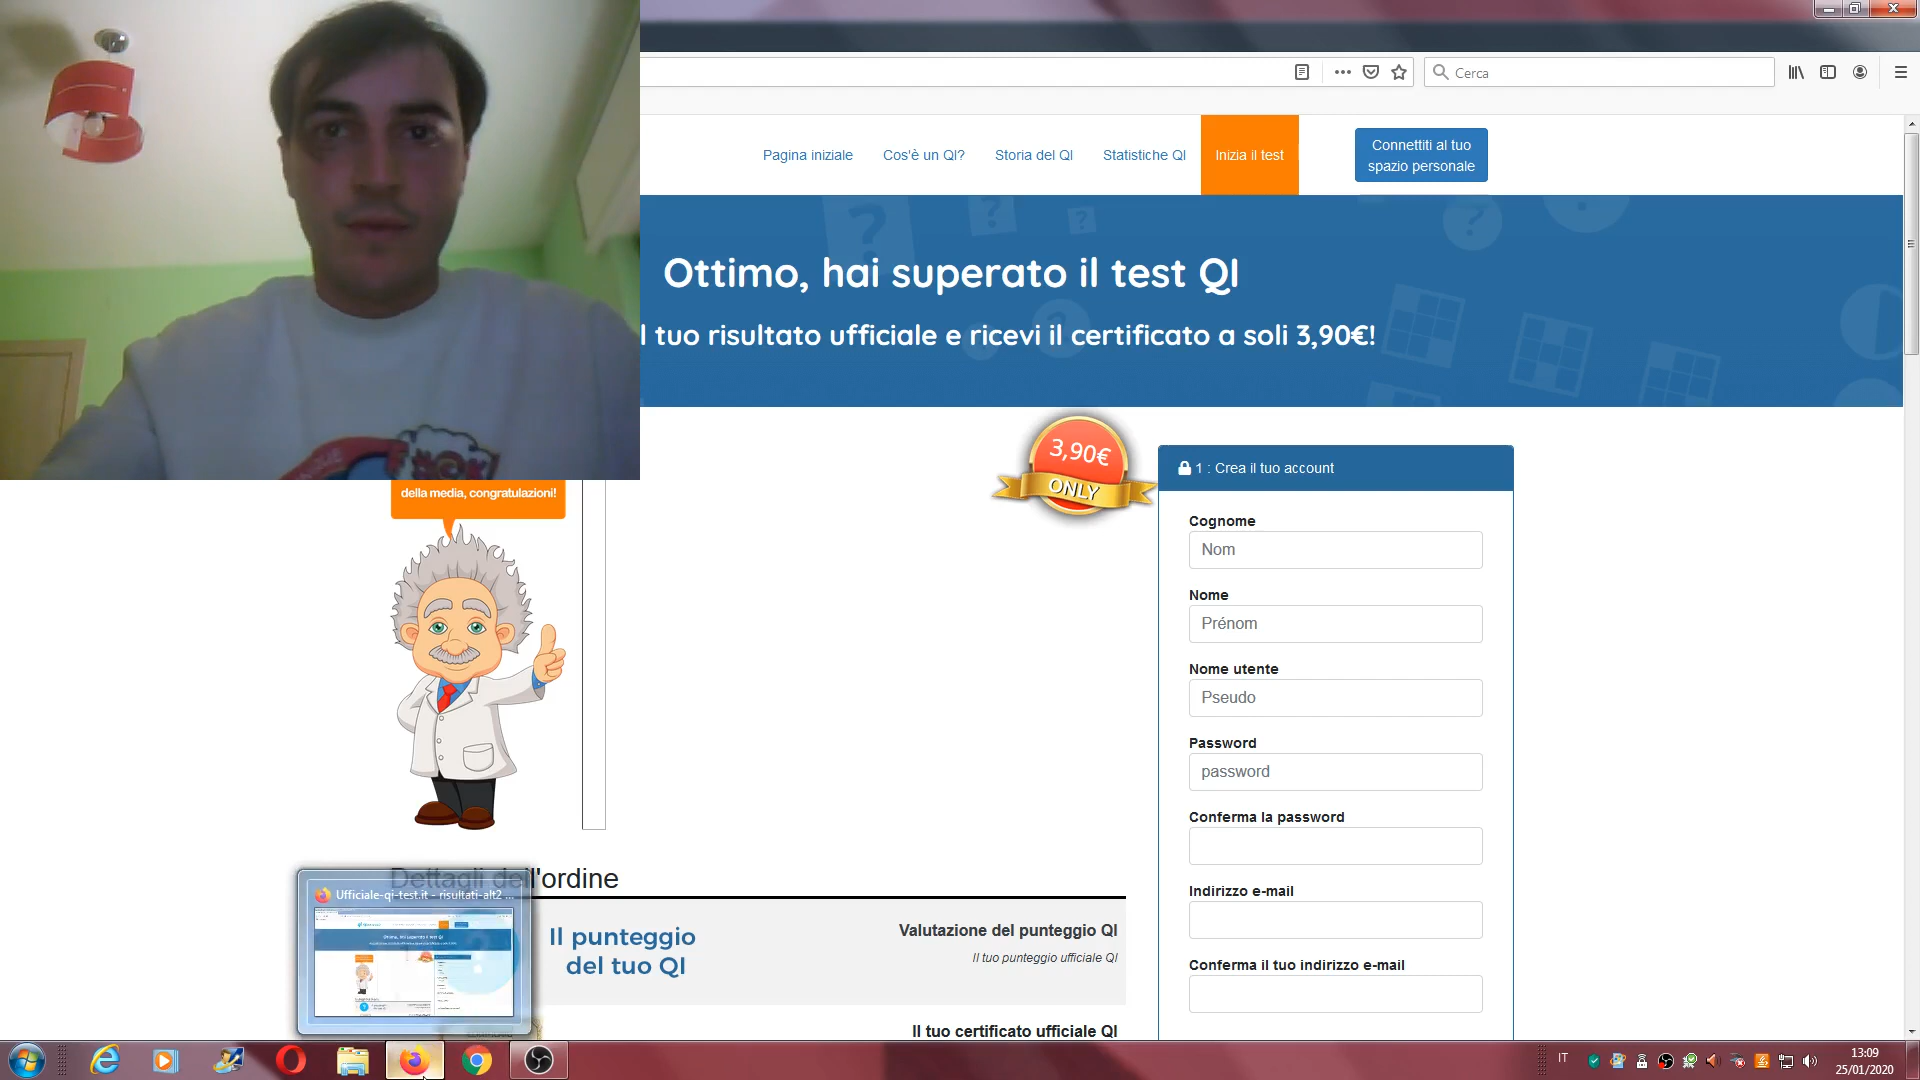 Cerca
Pagina iniziale
Cos'è un QI?
Storia del QI
Statistiche QI
Inizia il test
Connettiti al tuo
spazio personale
Ottimo, hai superato il test QI
l tuo risultato ufficiale e ricevi il certificato a soli 3,90€!
3,90€
ONLY
della media, congratulazioni!
1 : Crea il tuo account
Cognome
Nom
Nome
Prénom
Nome utente
Pseudo
Password
password
Conferma la password
Indirizzo e-mail
Conferma il tuo indirizzo e-mail
Dettagli dell'ordine
Ufficiale-qi-test.it - risultati-alt2 ...
Il punteggio
del tuo QI
Valutazione del punteggio QI
Il tuo punteggio ufficiale QI
Il tuo certificato ufficiale QI
IT
13:09
25/01/2020